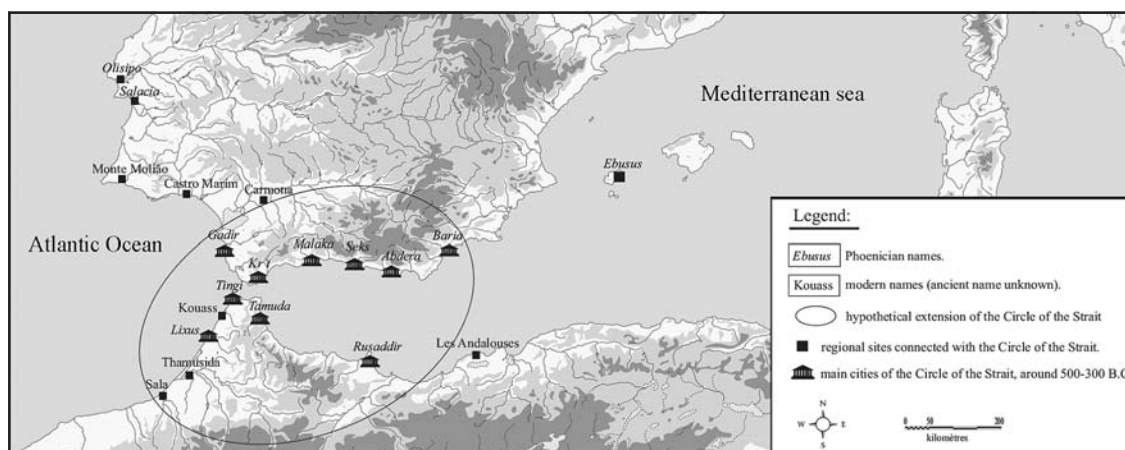 Olisipo
Salacia
Mediterranean sea
Monte Molião
Castro Marim
Carmona
Ebusus
Atlantic Ocean
Gadir
Malaka
Seks
Abdera
Baria
Kr't
Tingi
Kouass
Tamuda
Lixus
Rusaddir
Les Andalouses
Thamusida
Sala
Legend:
Ebusus Phoenician names.
Kouass modern names (ancient name unknown).
hypothetical extension of the Circle of the Strait
regional sites connected with the Circle of the Strait.
main cities of the Circle of the Strait, around 500-300 B.C
N
W E
S
0 50 200
kilomètres